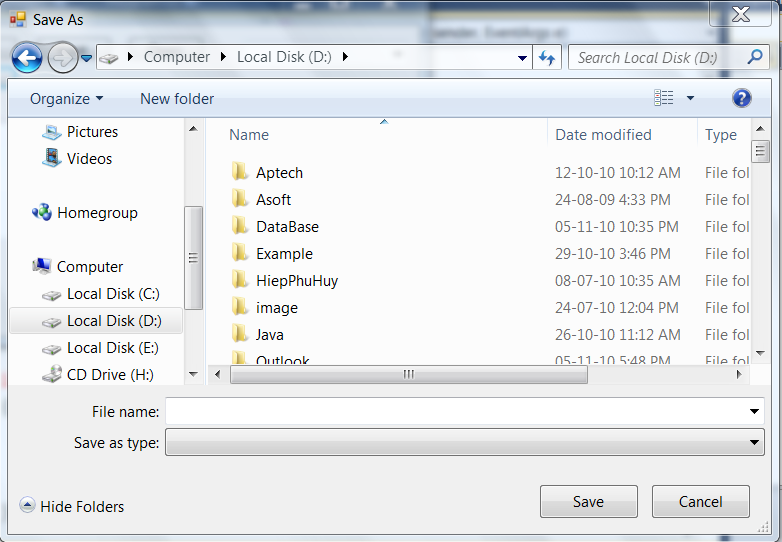 Save As
Computer Local Disk (D:)
Search Local Disk (D:)
Organize New folder
Pictures
Videos
Homegroup
Computer
Local Disk (C:)
Local Disk (D:)
Local Disk (E:)
CD Drive (H:)
Name Date modified Type
Aptech 12-10-10 10:12 AM File fol
Asoft 24-08-09 4:33 PM File fol
DataBase 05-11-10 10:35 PM File fol
Example 29-10-10 3:46 PM File fol
HiepPhuHuy 08-07-10 10:35 AM File fol
image 24-07-10 12:04 PM File fol
Java 26-10-10 11:12 AM File fol
Outlook 05-11-10 5:48 PM File fol
File name:
Save as type:
Hide Folders
Save Cancel